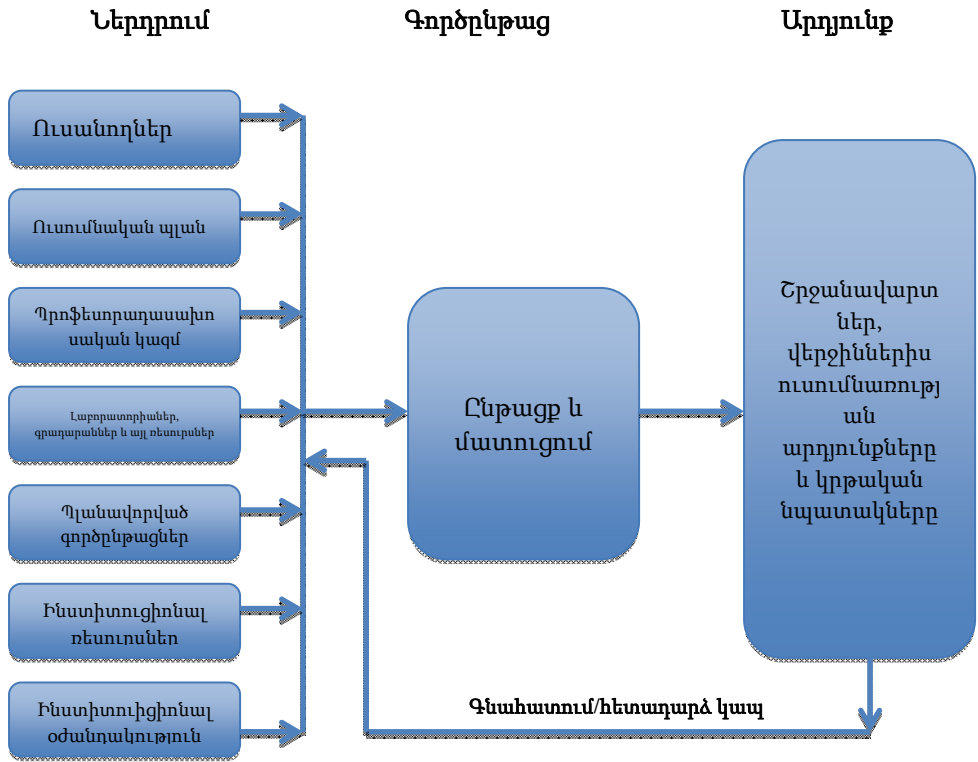 Ներդրում
Գործընթաց
Արդյունք
Ուսանողներ
Ուսումնական պլան
Պրոֆեսորադասախո
սական կազմ
Լաբորատորիաներ,
գրադարաններ և այլ ռեսուրսներ
Պլանավորված
գործընթացներ
Ինստիտուցիոնալ
ռեսուրսներ
Ինստիտուիցիոնալ
օժանդակություն
Ընթացք և
մատուցում
Շրջանավարտ
ներ,
վերջիններիս
ուսումնառությ
ան
արդյունքները
և կրթական
նպատակները
Գնահատում/հետադարձ կապ